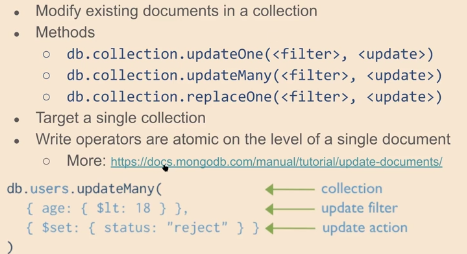 Modify existing documents in a collection
Methods
db.collection.updateOne(<filter>, <update>)
db.collection.updateMany(<filter>, <update>)
db.collection.replaceOne(<filter>, <update>)
Target a single collection
Write operators are atomic on the level of a single document
More: https://docs.mongodb.com/manual/tutorial/update-documents/
db.users.updateMany( collection
{ age: { $lt: 18 } }, update filter
{ $set: { status: "reject" } } update action
)